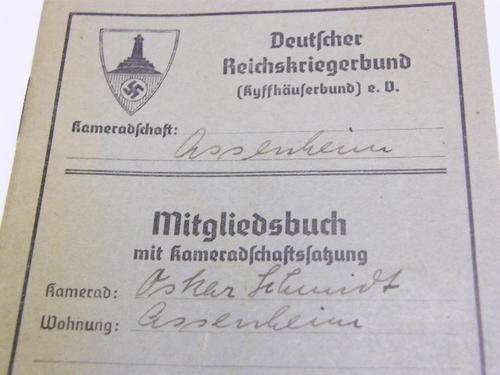 Deutscher
Reichskriegerbund
(Kyffhäuserbund) e. V.
Kameradschaft: Assenheim
Mitgliedsbuch
mit Kameradschaftssatzung
Kamerad: Oskar Schmidt
Wohnung: Assenheim